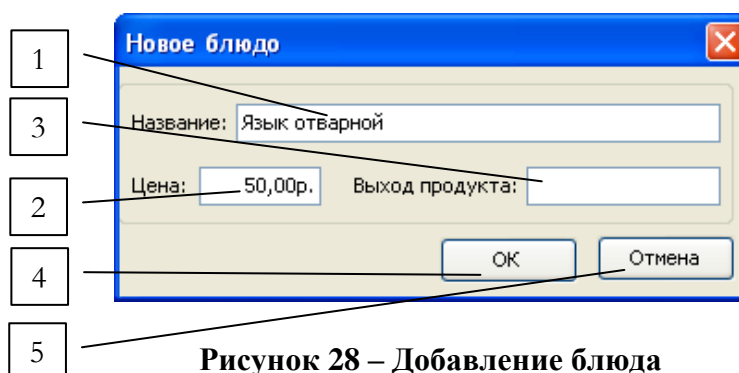 Новое блюдо
1
Название: Язык отварной
3
Цена: 50,00р. Выход продукта:
2
ОК Отмена
4
5
Рисунок 28 – Добавление блюда